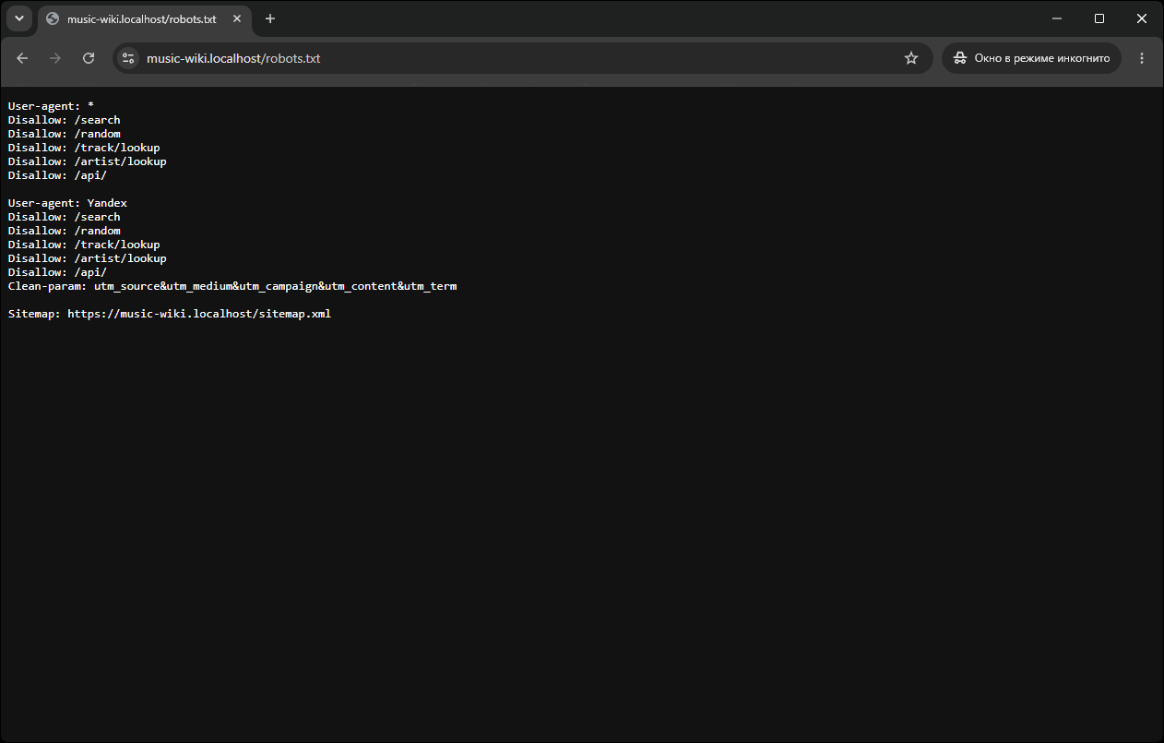 music-wiki.localhost/robots.txt
music-wiki.localhost/robots.txt
Окно в режиме инкогнито
User-agent: *
Disallow: /search
Disallow: /random
Disallow: /track/lookup
Disallow: /artist/lookup
Disallow: /api/
User-agent: Yandex
Disallow: /search
Disallow: /random
Disallow: /track/lookup
Disallow: /artist/lookup
Disallow: /api/
Clean-param: utm_source&utm_medium&utm_campaign&utm_content&utm_term
Sitemap: https://music-wiki.localhost/sitemap.xml